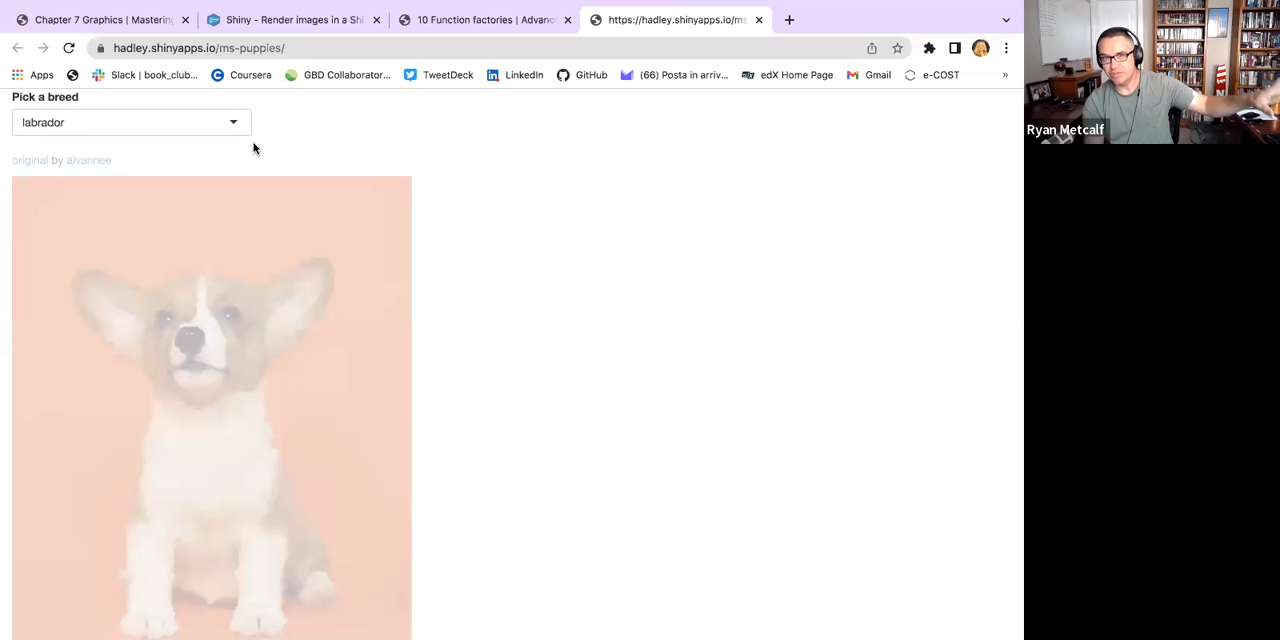 Chapter 7 Graphics | Mastering
Shiny - Render images in a Shi
10 Function factories | Advanc
https://hadley.shinyapps.io/ms
hadley.shinyapps.io/ms-puppies/
Apps
Slack | book_club...
Coursera
GBD Collaborator...
TweetDeck
LinkedIn
GitHub
(66) Posta in arriv...
edX Home Page
Gmail
e-COST
»
Pick a breed
labrador
original by alvannee
Ryan Metcalf